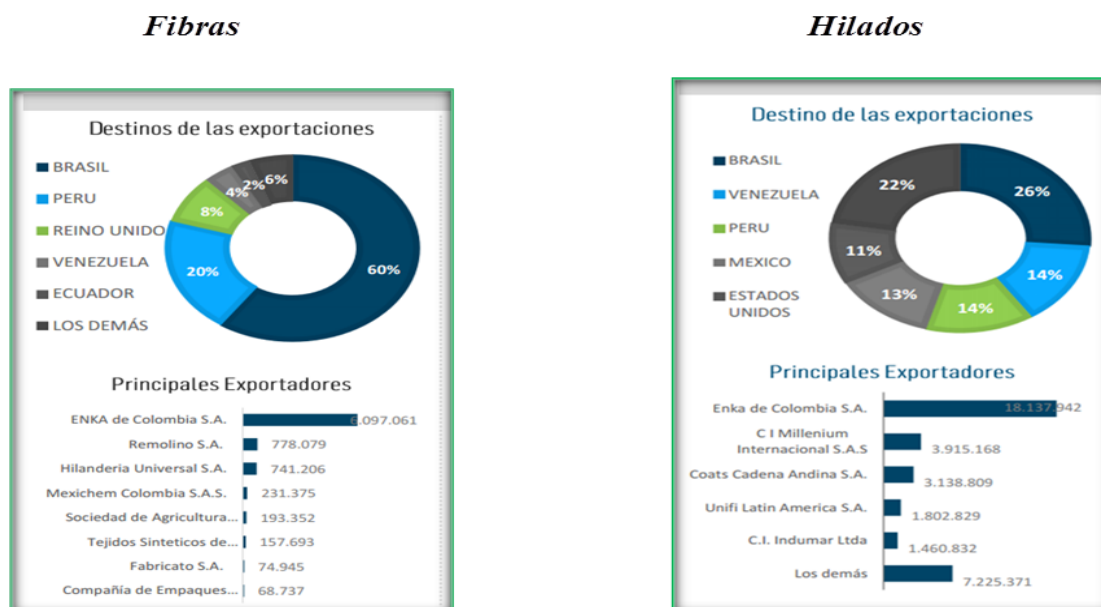 Fibras
Destinos de las exportaciones
BRASIL
PERU
REINO UNIDO
VENEZUELA
ECUADOR
LOS DEMÁS
60%
20%
8%
4%
2%
6%
Principales Exportadores
ENKA de Colombia S.A. 6.097.061
Remolino S.A. 778.079
Hilanderia Universal S.A. 741.206
Mexichem Colombia S.A.S. 231.375
Sociedad de Agricultura... 193.352
Tejidos Sinteticos de... 157.693
Fabricato S.A. 74.945
Compañía de Empaques... 68.737
Hilados
Destino de las exportaciones
BRASIL
VENEZUELA
PERU
MEXICO
ESTADOS
UNIDOS
26%
14%
14%
13%
11%
22%
Principales Exportadores
Enka de Colombia S.A. 18.137.942
C I Millenium
Internacional S.A.S 3.915.168
Coats Cadena Andina S.A. 3.138.809
Unifi Latin America S.A. 1.802.829
C.I. Indumar Ltda 1.460.832
Los demás 7.225.371